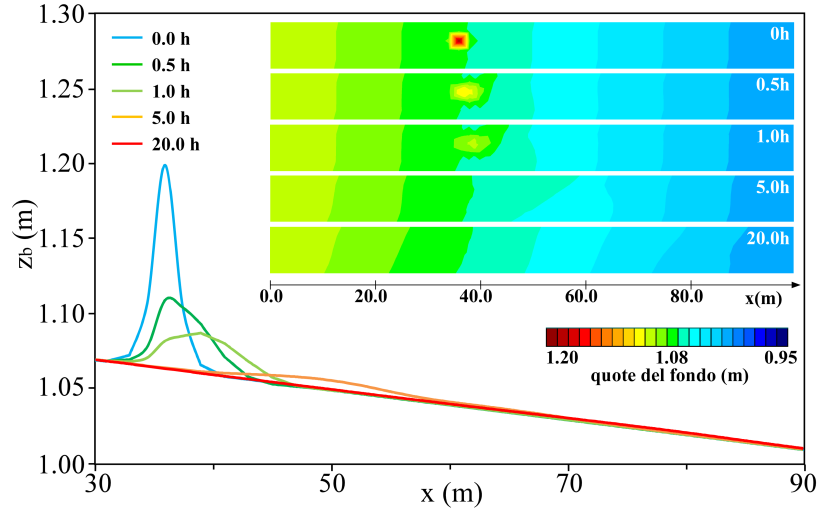 1.30
1.25
1.20
1.15
1.10
1.05
1.00
z_b (m)
0.0 h
0.5 h
1.0 h
5.0 h
20.0 h
0h
0.5h
1.0h
5.0h
20.0h
0.0 20.0 40.0 60.0 80.0 x(m)
1.20 1.08 0.95
quote del fondo (m)
30 50 70 90
x (m)